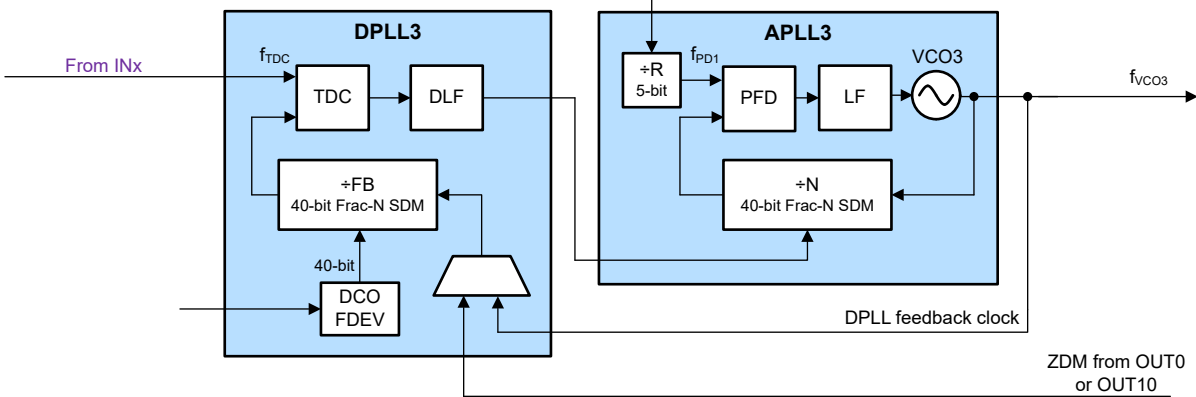 DPLL3
APLL3
From INx
fTDC
TDC
DLF
÷FB
40-bit Frac-N SDM
40-bit
DCO
FDEV
÷R
5-bit
fPD1
PFD
LF
VCO3
fVCO3
÷N
40-bit Frac-N SDM
DPLL feedback clock
ZDM from OUT0
or OUT10